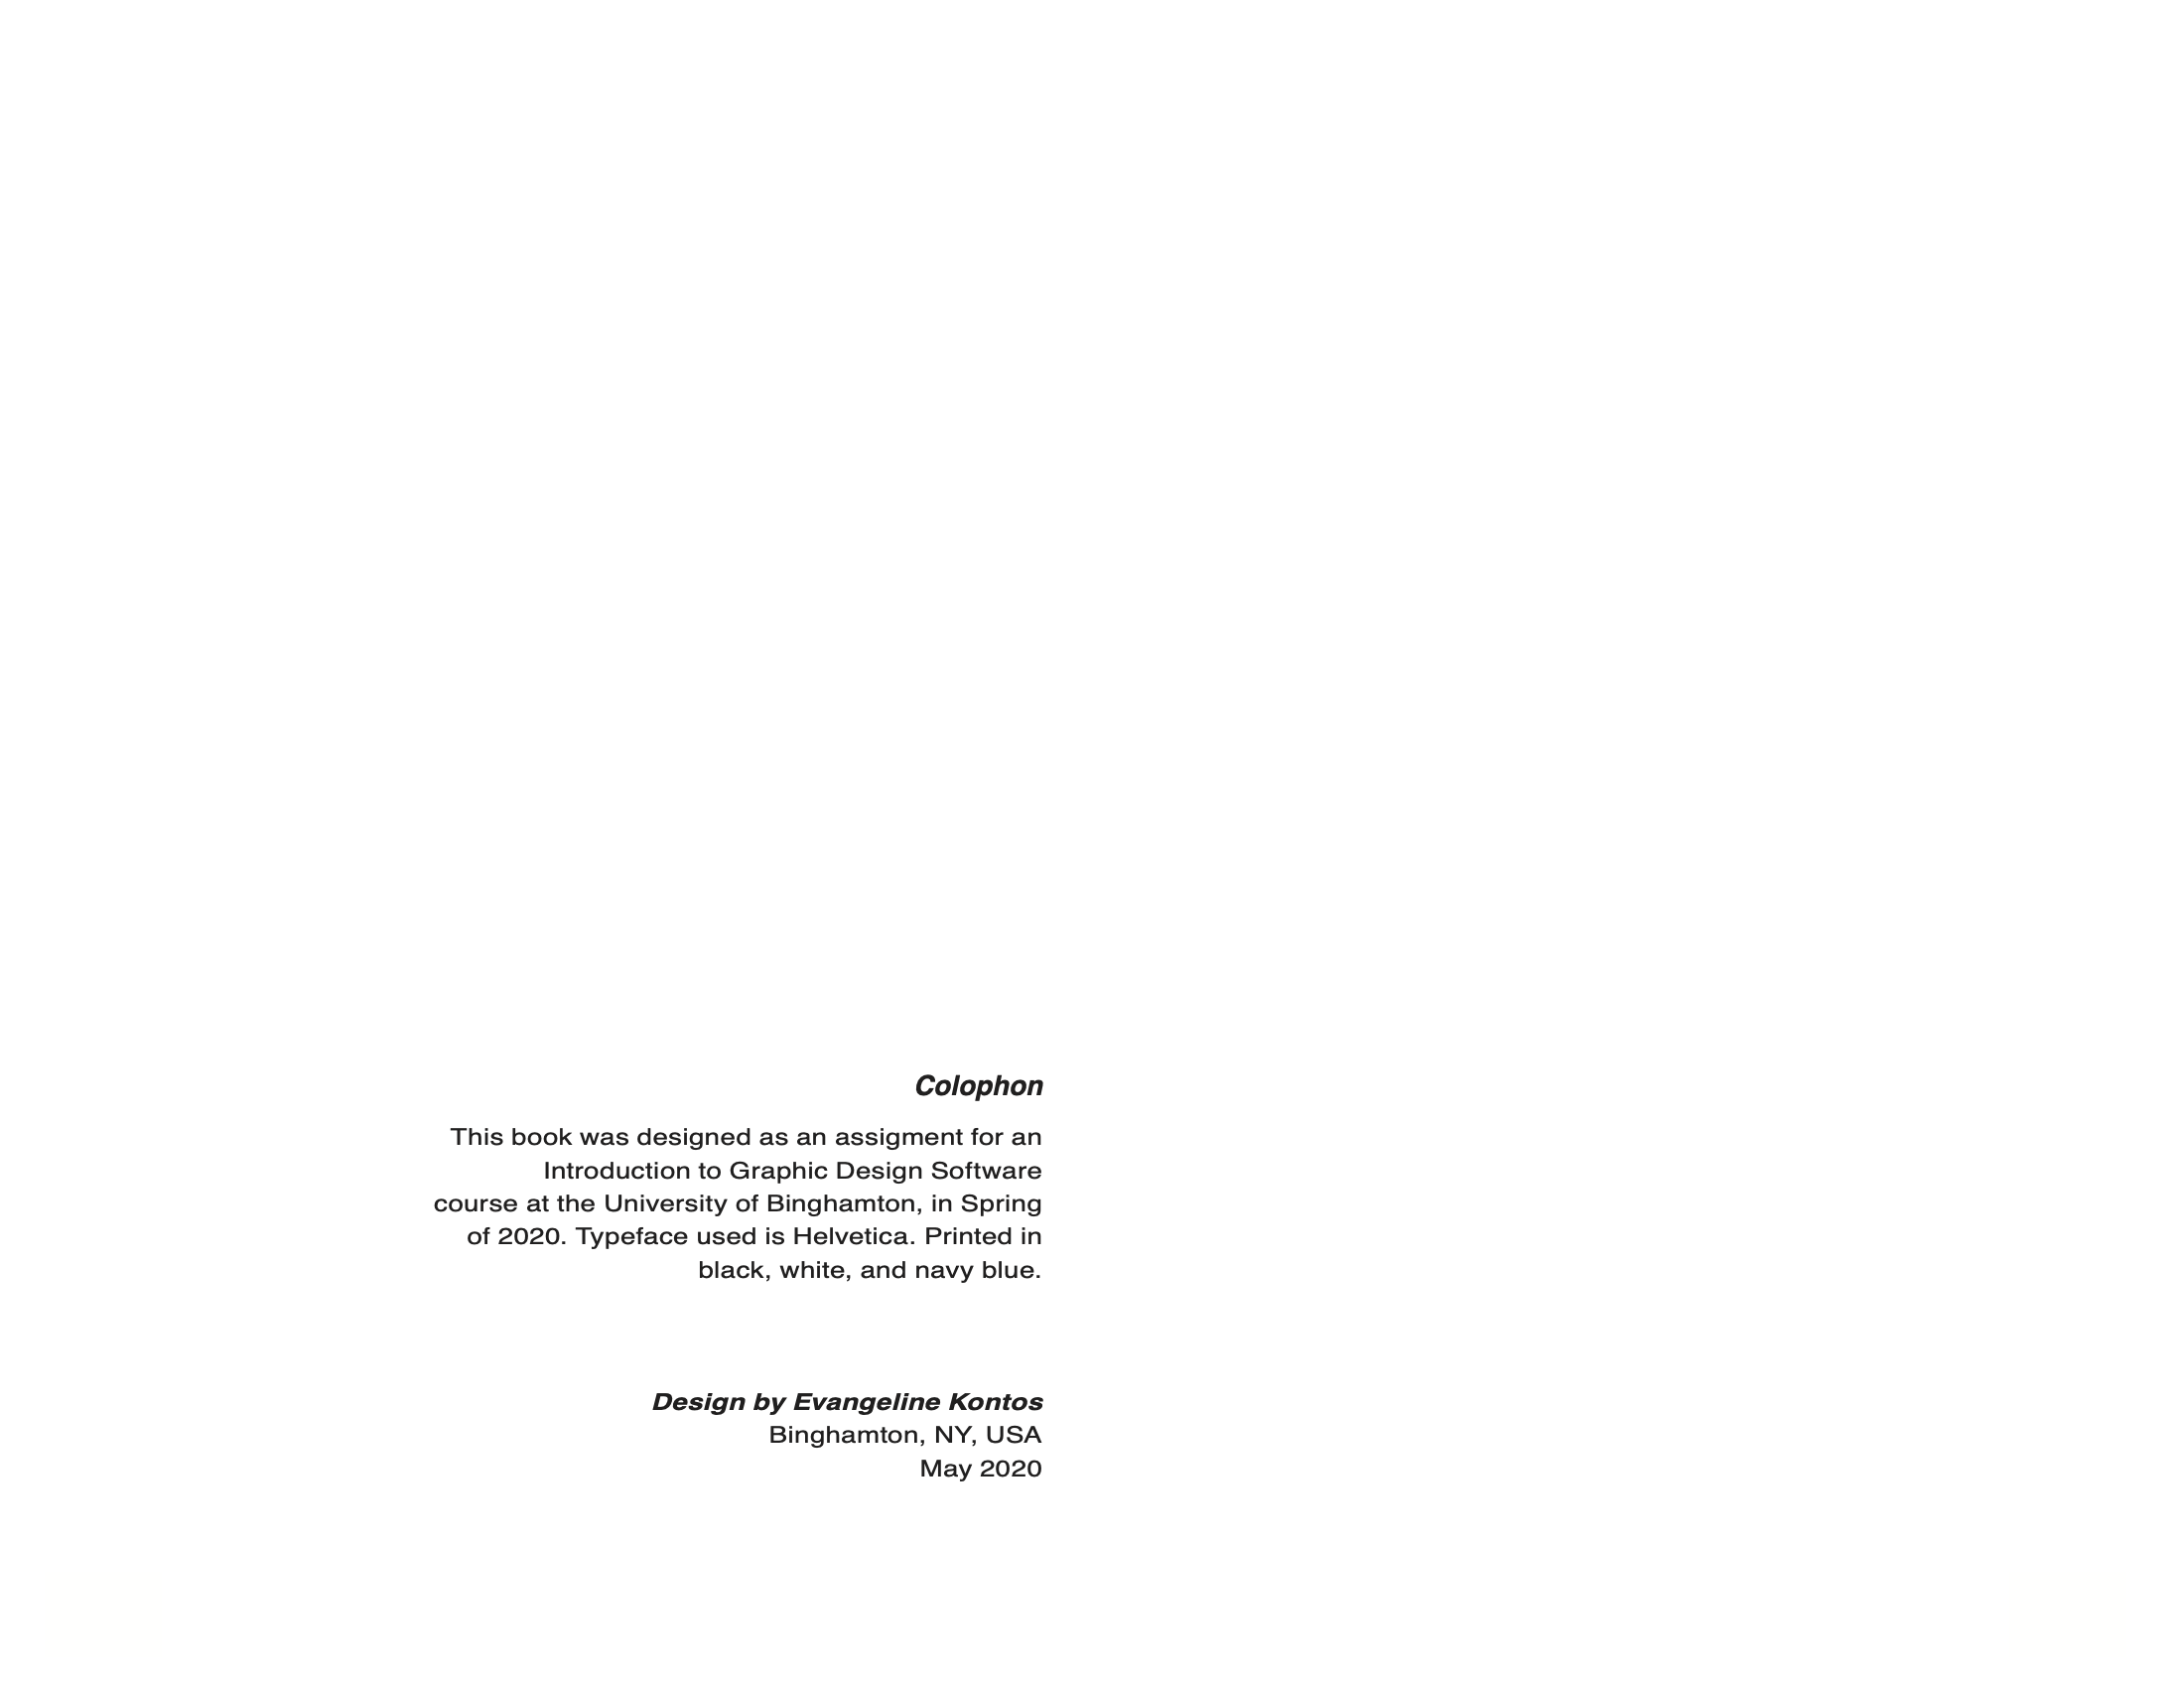 Colophon
This book was designed as an assigment for an
Introduction to Graphic Design Software
course at the University of Binghamton, in Spring
of 2020. Typeface used is Helvetica. Printed in
black, white, and navy blue.
Design by Evangeline Kontos
Binghamton, NY, USA
May 2020